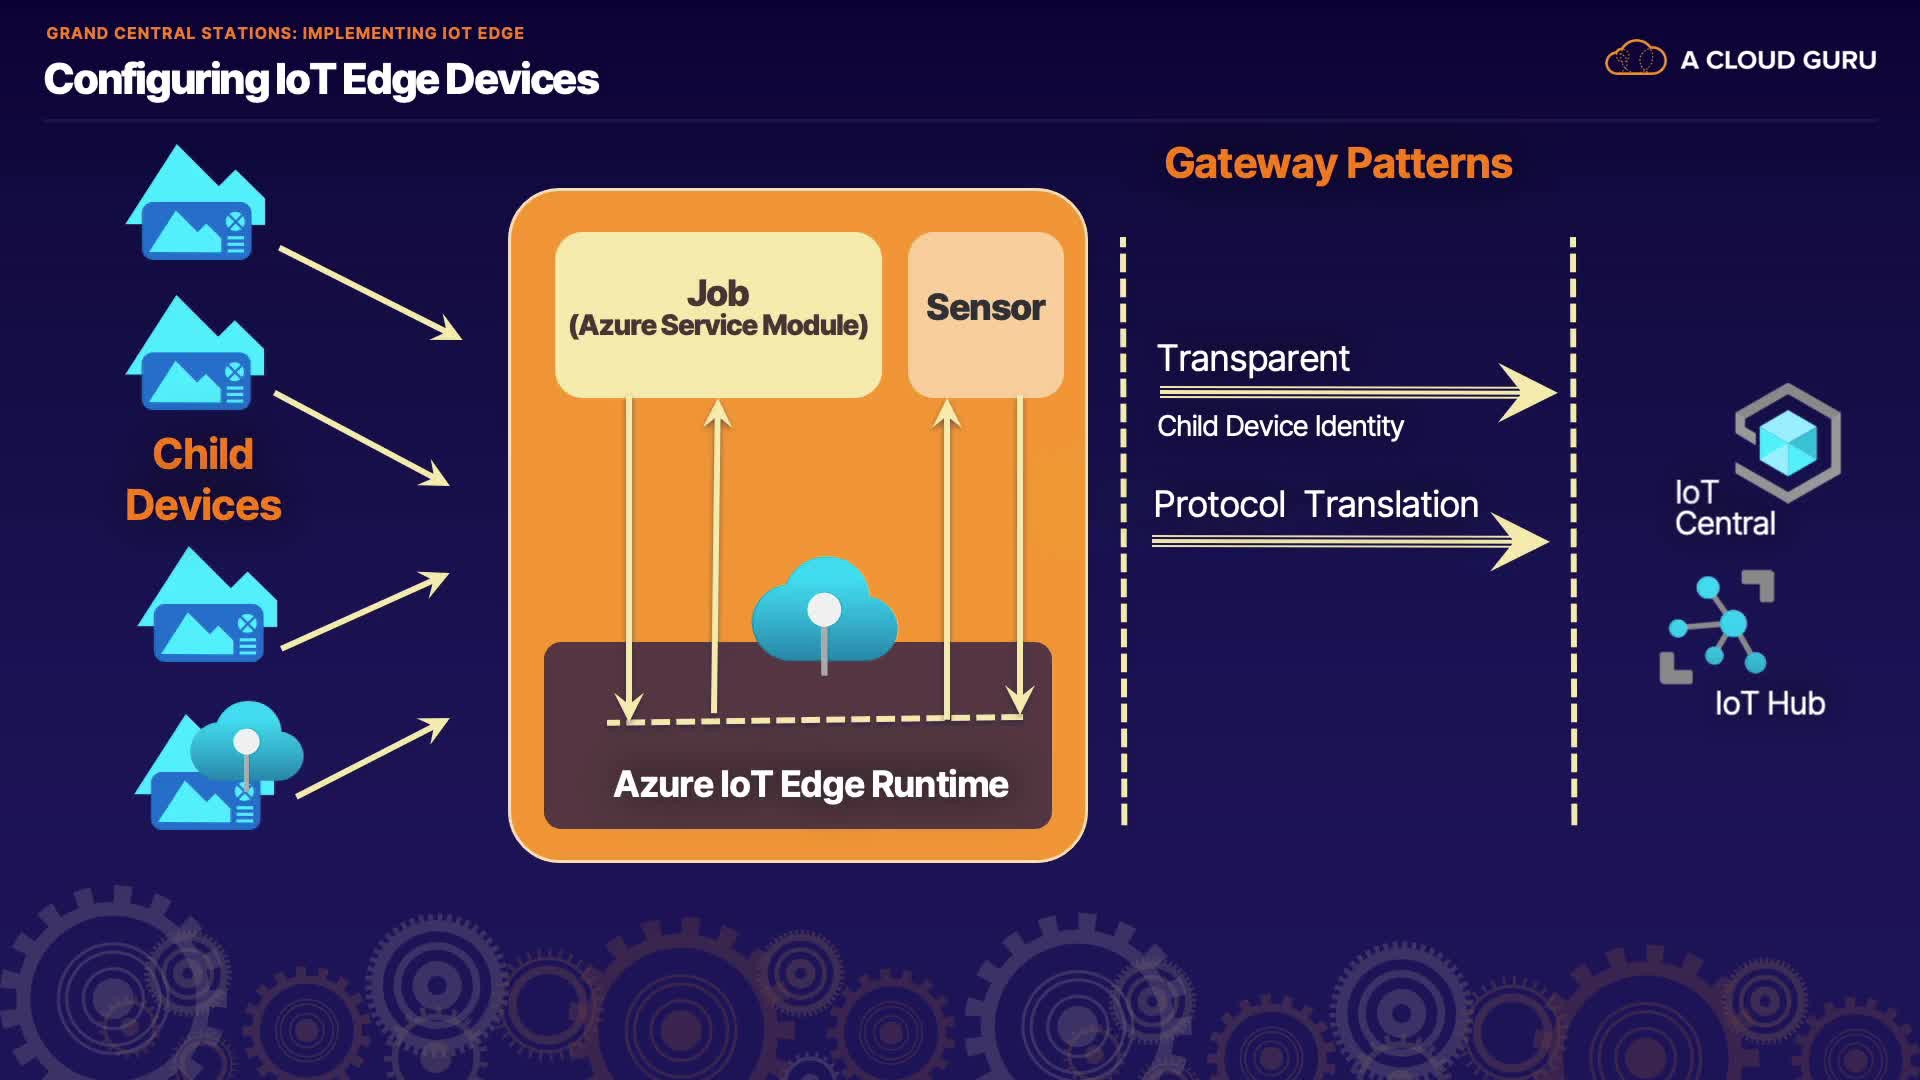 GRAND CENTRAL STATIONS: IMPLEMENTING IOT EDGE
Configuring IoT Edge Devices
A CLOUD GURU
Child
Devices
Job
(Azure Service Module)
Sensor
Azure IoT Edge Runtime
Gateway Patterns
Transparent
Child Device Identity
Protocol Translation
IoT
Central
IoT Hub